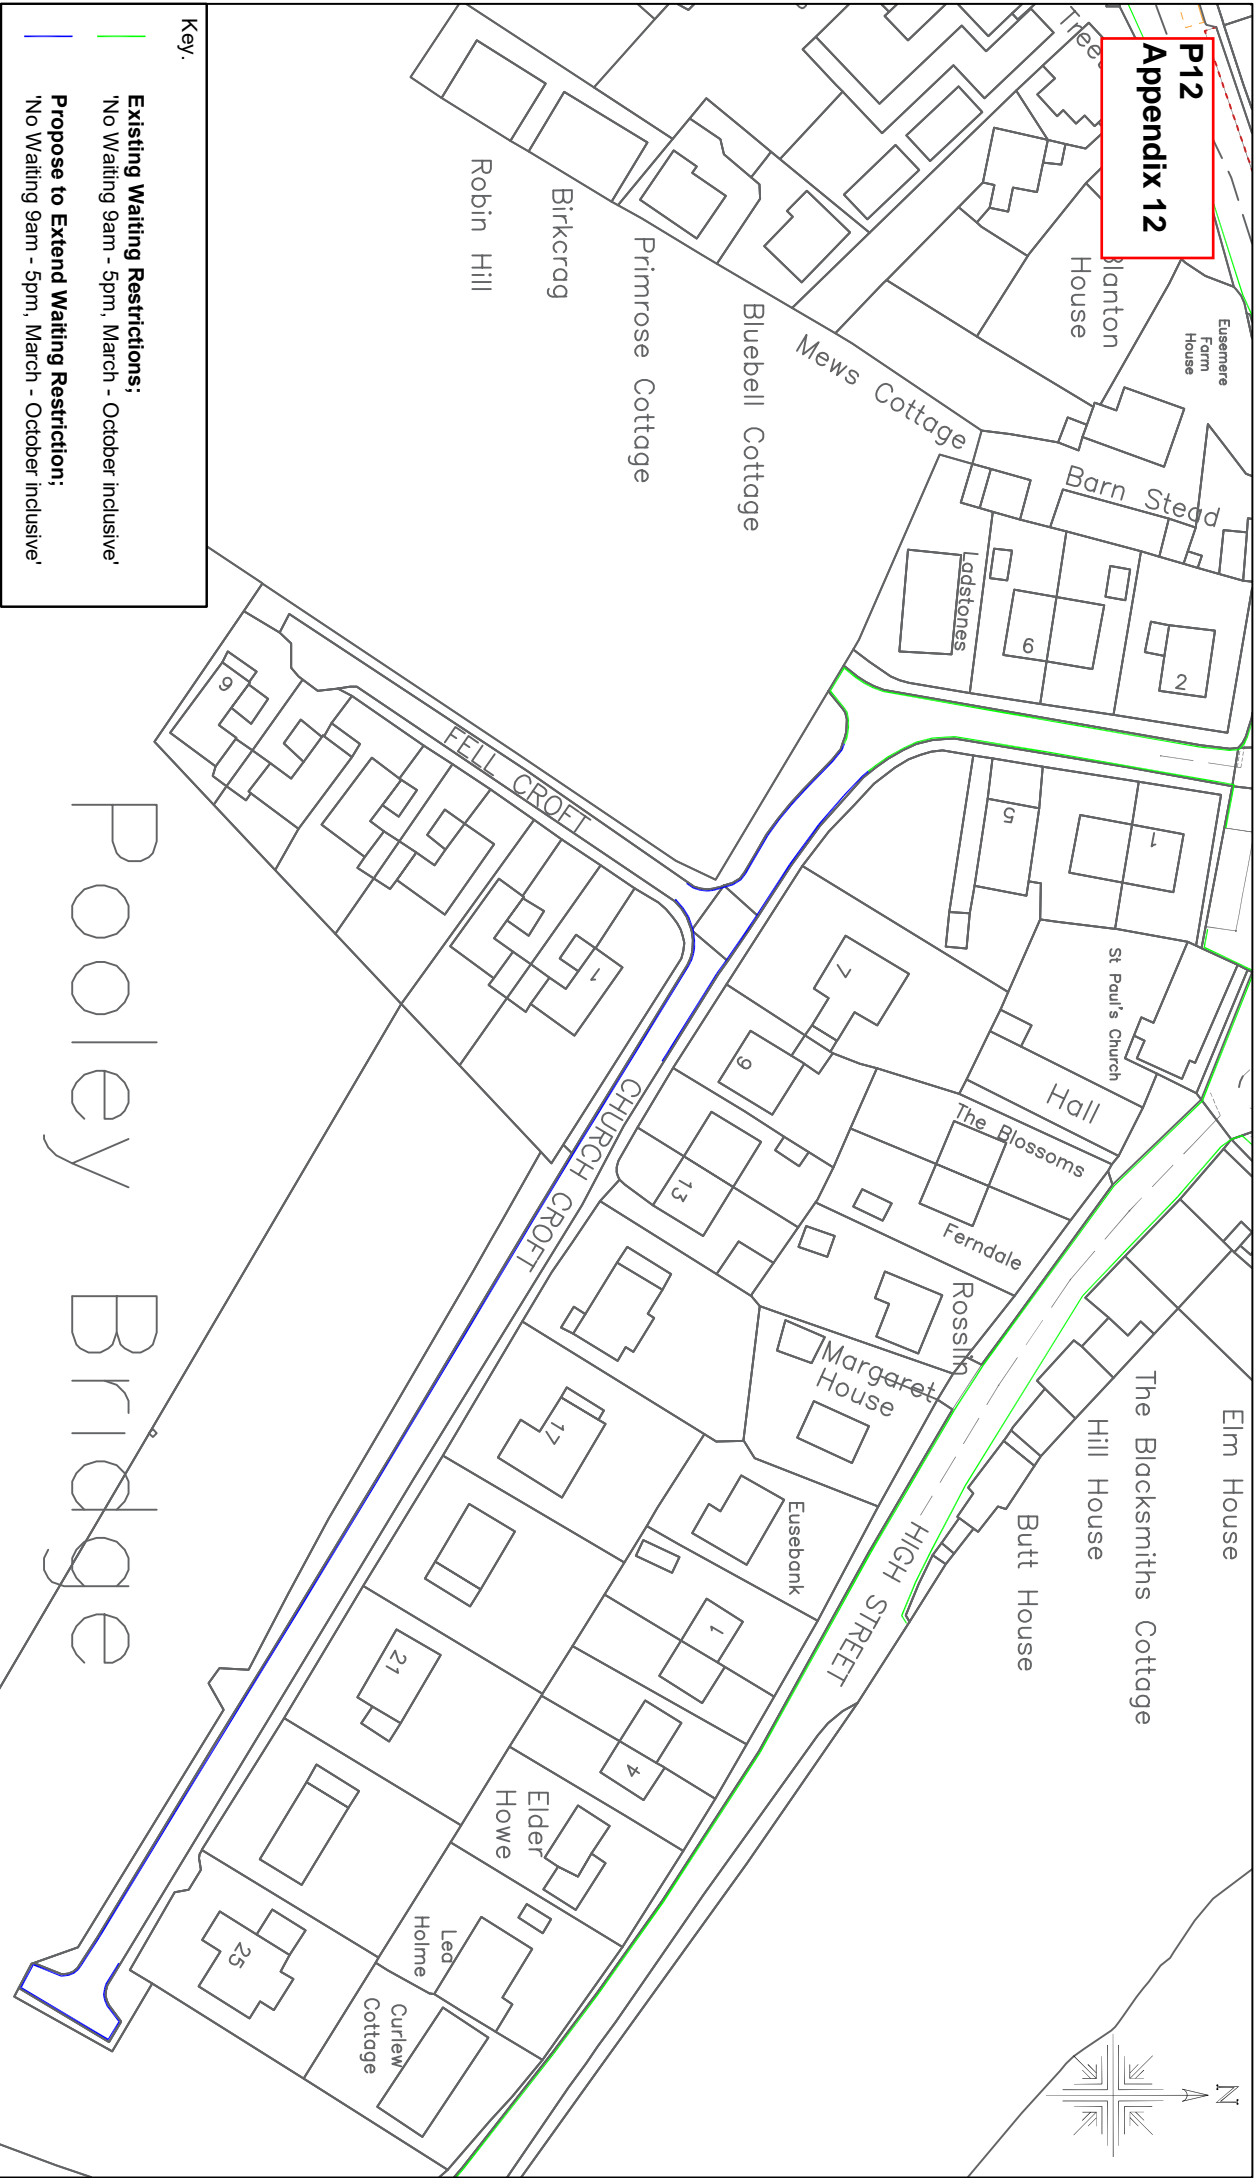 P12
Appendix 12
Tree
Blanton
House
Eusemere
Farm
House
Robin Hill
Birkcrag
Primrose Cottage
Bluebell Cottage
Mews Cottage
Barn Stead
Ladstones
6
2
FELL CROFT
9
1
5
1
7
9
St Paul's Church
Hall
The Blossoms
Ferndale
Rosslin
Margaret
House
CHURCH CROFT
13
17
21
25
Eusebank
1
4
Elder
Howe
Lea
Holme
Curlew
Cottage
HIGH STREET
Elm House
The Blacksmiths Cottage
Hill House
Butt House
N
Pooley Bridge
Key.
Existing Waiting Restrictions;
'No Waiting 9am - 5pm, March - October inclusive'
Propose to Extend Waiting Restriction;
'No Waiting 9am - 5pm, March - October inclusive'